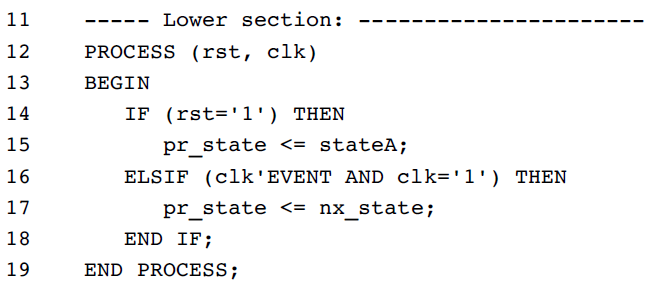 11 ----- Lower section: ----------------------
12 PROCESS (rst, clk)
13 BEGIN
14 IF (rst='1') THEN
15 pr_state <= stateA;
16 ELSIF (clk'EVENT AND clk='1') THEN
17 pr_state <= nx_state;
18 END IF;
19 END PROCESS;